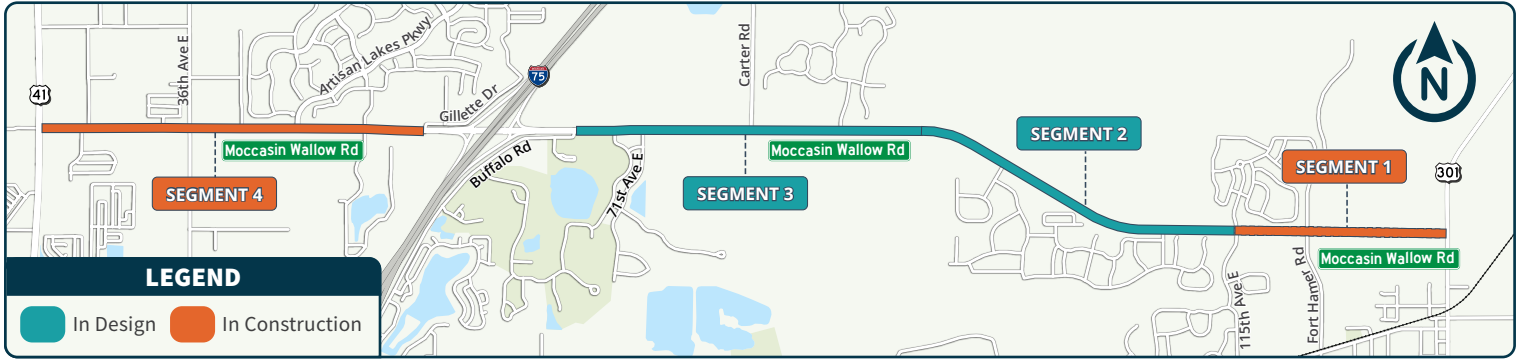 41
36th Ave E
Artisan Lakes Pkwy
Gillette Dr
75
Carter Rd
N
Moccasin Wallow Rd
SEGMENT 4
Buffalo Rd
71st Ave E
Moccasin Wallow Rd
SEGMENT 3
SEGMENT 2
SEGMENT 1
301
Moccasin Wallow Rd
115th Ave E
Fort Hamer Rd
LEGEND
In Design
In Construction